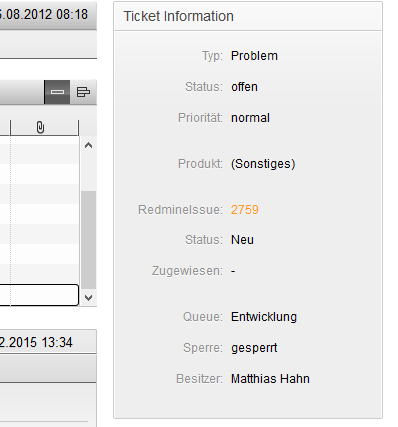 .08.2012 08:18
Ticket Information
Typ: Problem
Status: offen
Priorität: normal
Produkt: (Sonstiges)
RedmineIssue: 2759
Status: Neu
Zugewiesen: -
Queue: Entwicklung
2.2015 13:34
Sperre: gesperrt
Besitzer: Matthias Hahn